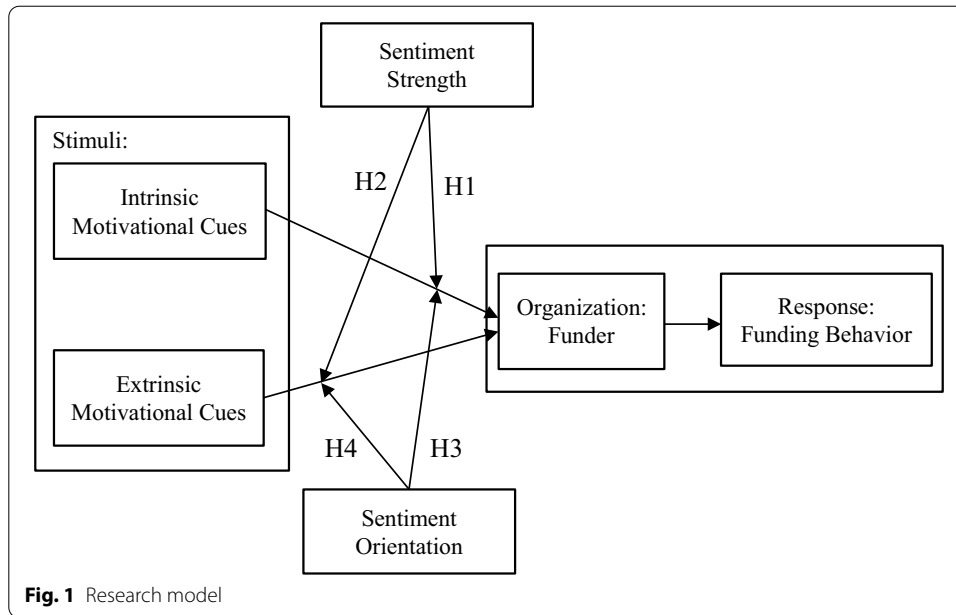 Sentiment
Strength
Stimuli:
Intrinsic
Motivational Cues
H2
H1
Organization:
Funder
Response:
Funding Behavior
Extrinsic
Motivational Cues
H4
H3
Sentiment
Orientation
Fig. 1 Research model